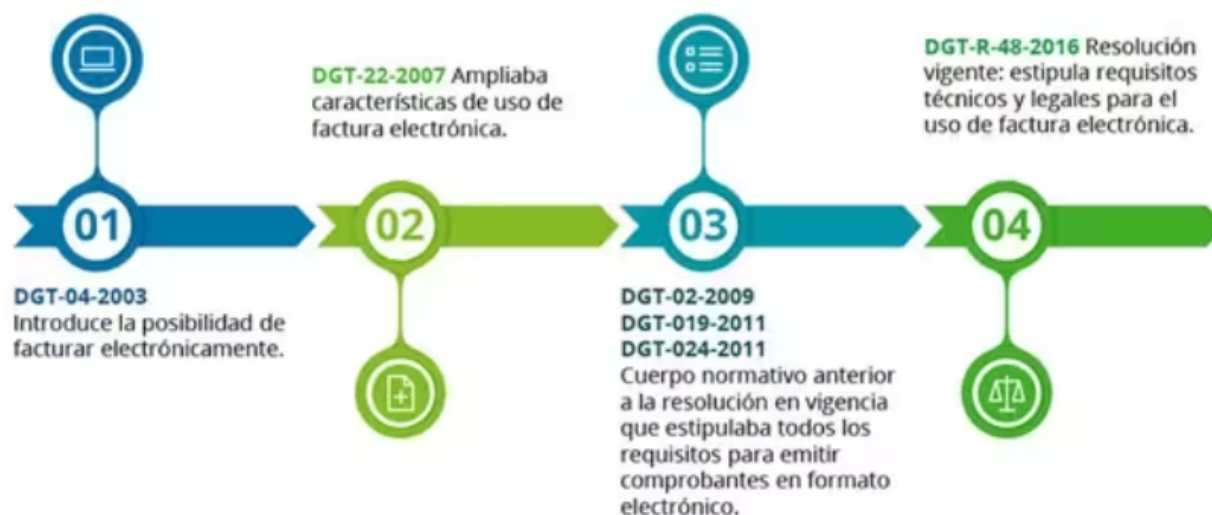 01
DGT-04-2003
Introduce la posibilidad de
facturar electrónicamente.
DGT-22-2007 Ampliaba
características de uso de
factura electrónica.
02
03
DGT-02-2009
DGT-019-2011
DGT-024-2011
Cuerpo normativo anterior
a la resolución en vigencia
que estipulaba todos los
requisitos para emitir
comprobantes en formato
electrónico.
DGT-R-48-2016 Resolución
vigente: estipula requisitos
técnicos y legales para el
uso de factura electrónica.
04